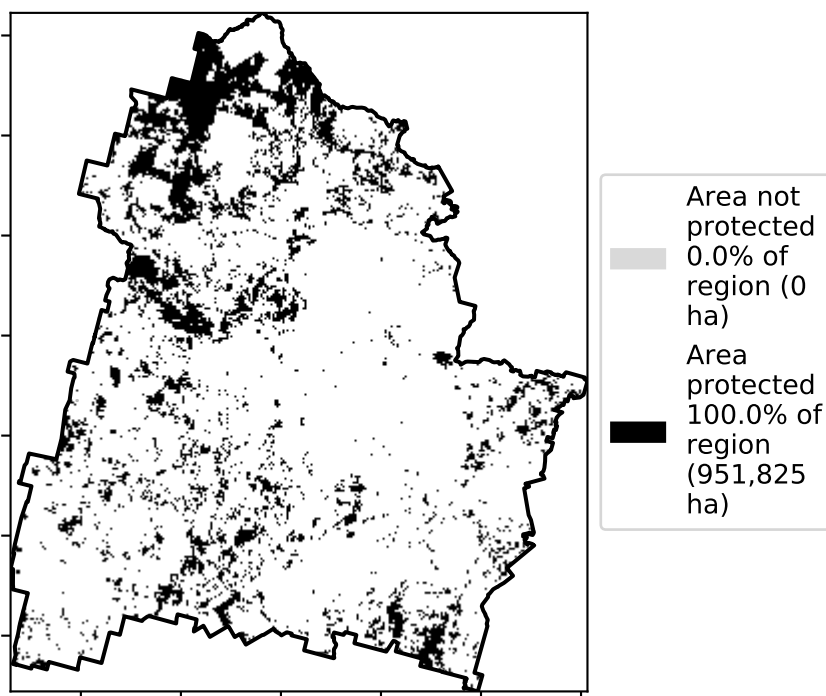 Area not
protected
0.0% of
region (0
ha)
Area
protected
100.0% of
region
(951,825
ha)